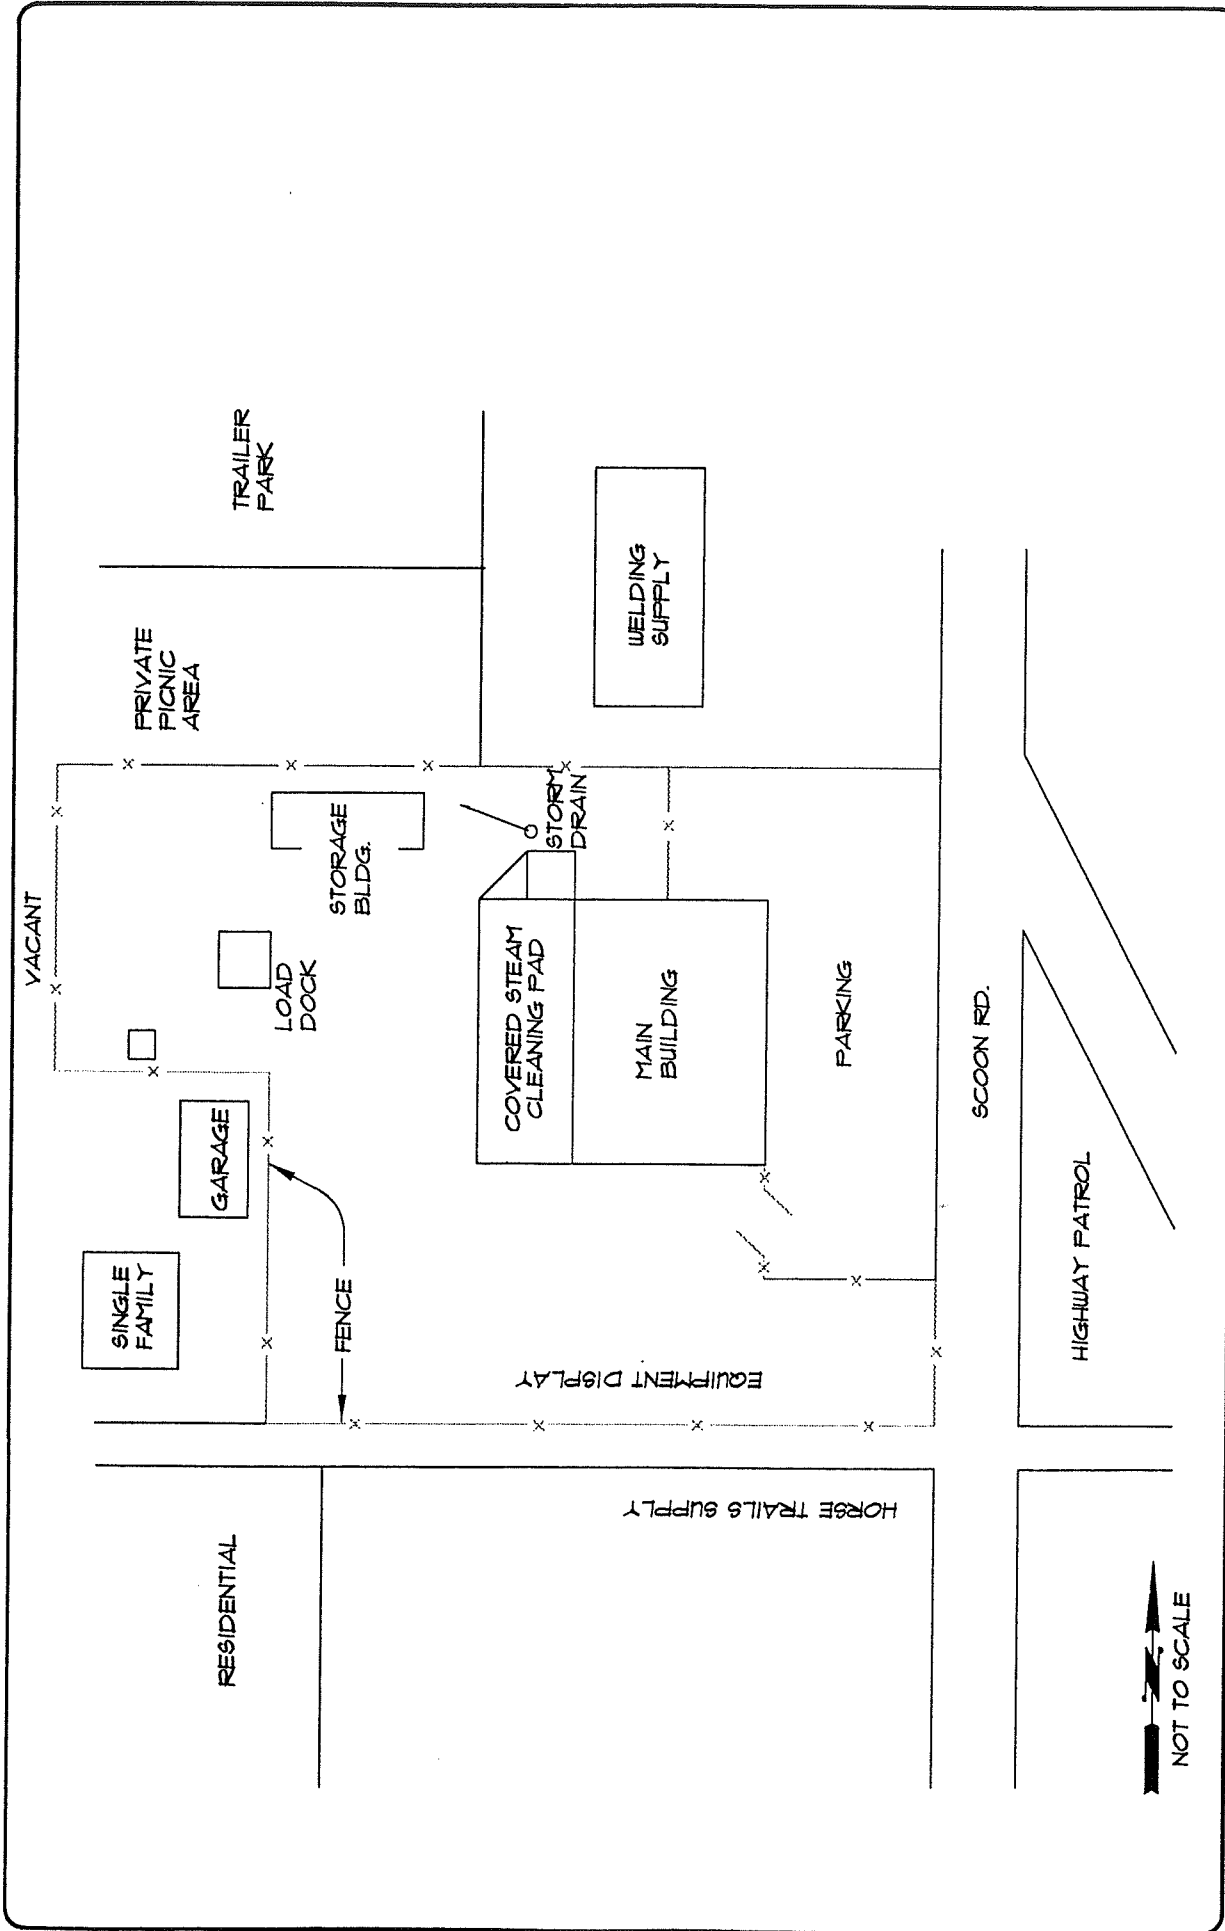 VACANT
PRIVATE
PICNIC
AREA
TRAILER
PARK
SINGLE
FAMILY
GARAGE
LOAD
DOCK
STORAGE
BLDG.
RESIDENTIAL
FENCE
STORM
DRAIN
COVERED STEAM
CLEANING PAD
MAIN
BUILDING
WELDING
SUPPLY
EQUIPMENT DISPLAY
HORSE TRAILS SUPPLY
PARKING
SCOON RD.
HIGHWAY PATROL
N
NOT TO SCALE